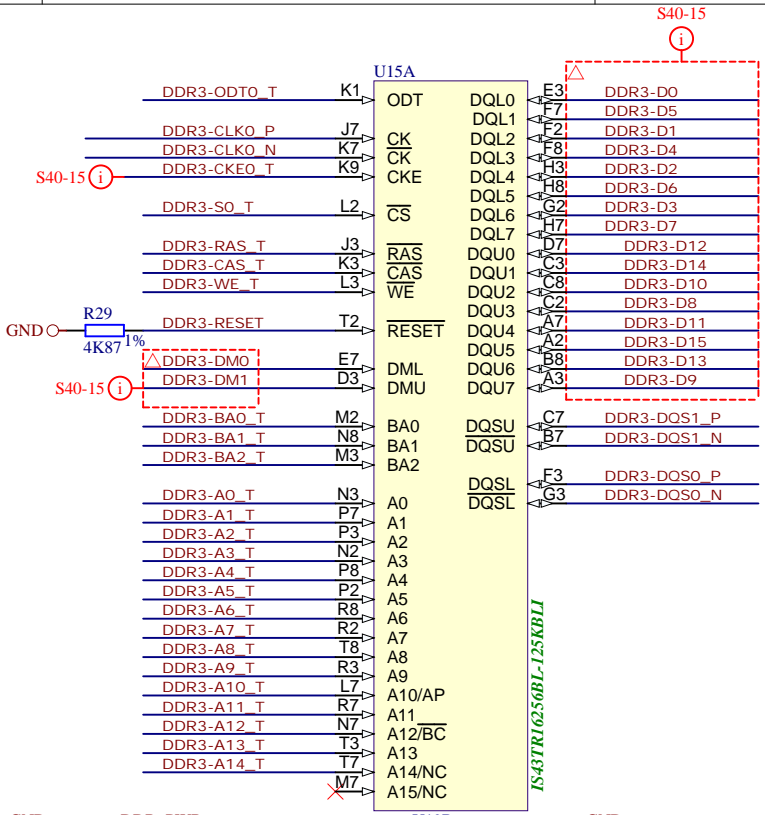 S40-15
i
U15A
DDR3-ODT0_T K1 ODT DQL0 E3 DDR3-D0
DQL1 F7 DDR3-D5
DDR3-CLK0_P J7 CK DQL2 F2 DDR3-D1
DDR3-CLK0_N K7 CK DQL3 F8 DDR3-D4
S40-15 i DDR3-CKE0_T K9 CKE DQL4 H3 DDR3-D2
DQL5 H8 DDR3-D6
DDR3-S0_T L2 CS DQL6 G2 DDR3-D3
DQL7 H7 DDR3-D7
DDR3-RAS_T J3 RAS DQU0 D7 DDR3-D12
DDR3-CAS_T K3 CAS DQU1 C3 DDR3-D14
DDR3-WE_T L3 WE DQU2 C8 DDR3-D10
DQU3 C2 DDR3-D8
GND R29 4K87 1% DDR3-RESET T2 RESET DQU4 A7 DDR3-D11
DQU5 A2 DDR3-D15
DDR3-DM0 E7 DML DQU6 B8 DDR3-D13
S40-15 i DDR3-DM1 D3 DMU DQU7 A3 DDR3-D9
DDR3-BA0_T M2 BA0 DQSU C7 DDR3-DQS1_P
DDR3-BA1_T N8 BA1 DQSU B7 DDR3-DQS1_N
DDR3-BA2_T M3 BA2
DQSL F3 DDR3-DQS0_P
DDR3-A0_T N3 A0 DQSL G3 DDR3-DQS0_N
DDR3-A1_T P7 A1
DDR3-A2_T P3 A2
DDR3-A3_T N2 A3
DDR3-A4_T P8 A4
DDR3-A5_T P2 A5
DDR3-A6_T R8 A6
DDR3-A7_T R2 A7
DDR3-A8_T T8 A8
DDR3-A9_T R3 A9
DDR3-A10_T L7 A10/AP
DDR3-A11_T R7 A11
DDR3-A12_T N7 A12/BC
DDR3-A13_T T3 A13
DDR3-A14_T T7 A14/NC
M7 A15/NC
IS43TR16256BL-125KBLI